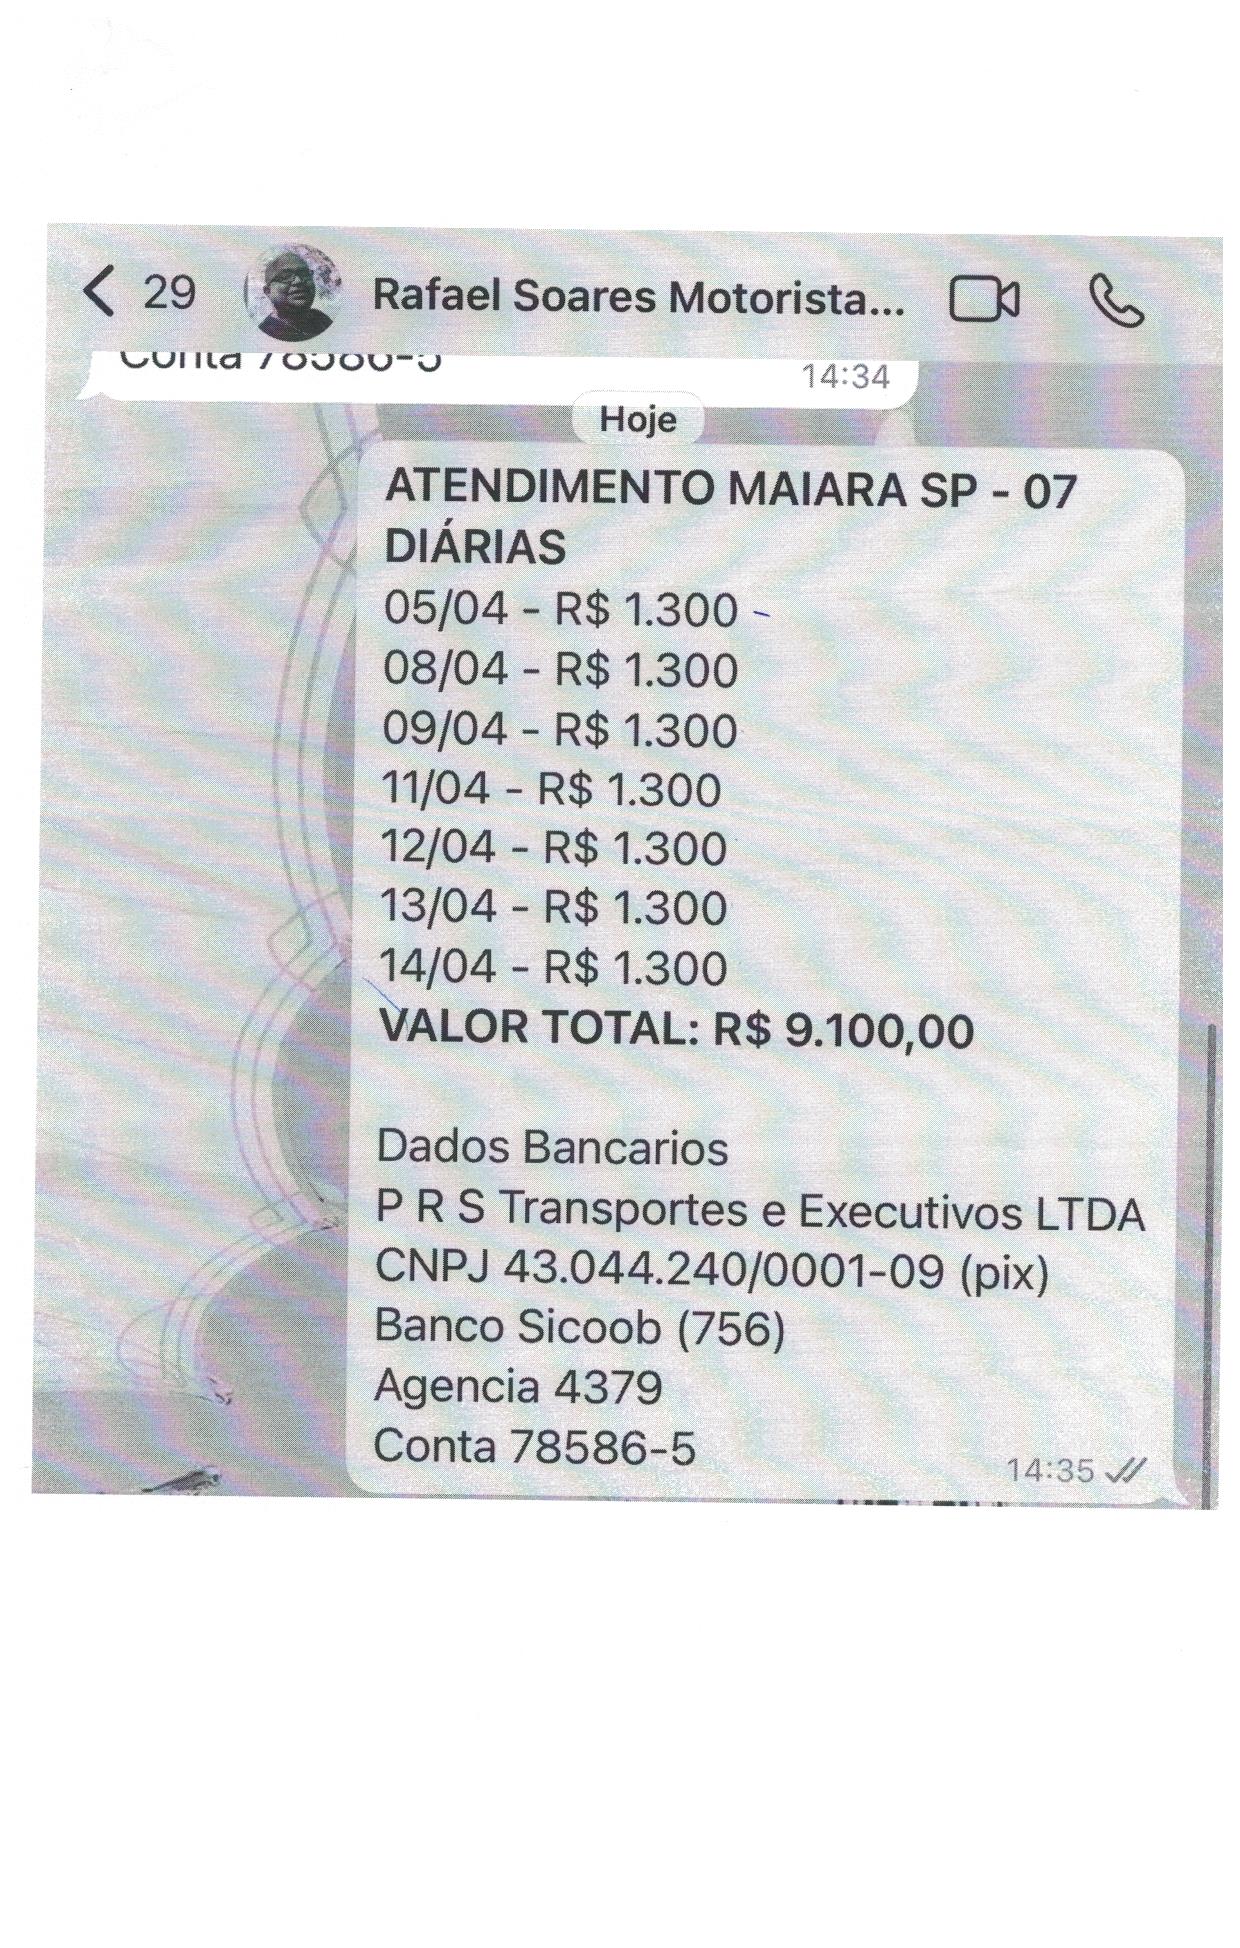 29
Rafael Soares Motorista...
Conta 78586-5
14:34
Hoje
ATENDIMENTO MAIARA SP - 07
DIÁRIAS
05/04 - R$ 1.300
08/04 - R$ 1.300
09/04 - R$ 1.300
11/04 - R$ 1.300
12/04 - R$ 1.300
13/04 - R$ 1.300
14/04 - R$ 1.300
VALOR TOTAL: R$ 9.100,00
Dados Bancarios
P R S Transportes e Executivos LTDA
CNPJ 43.044.240/0001-09 (pix)
Banco Sicoob (756)
Agencia 4379
Conta 78586-5
14:35